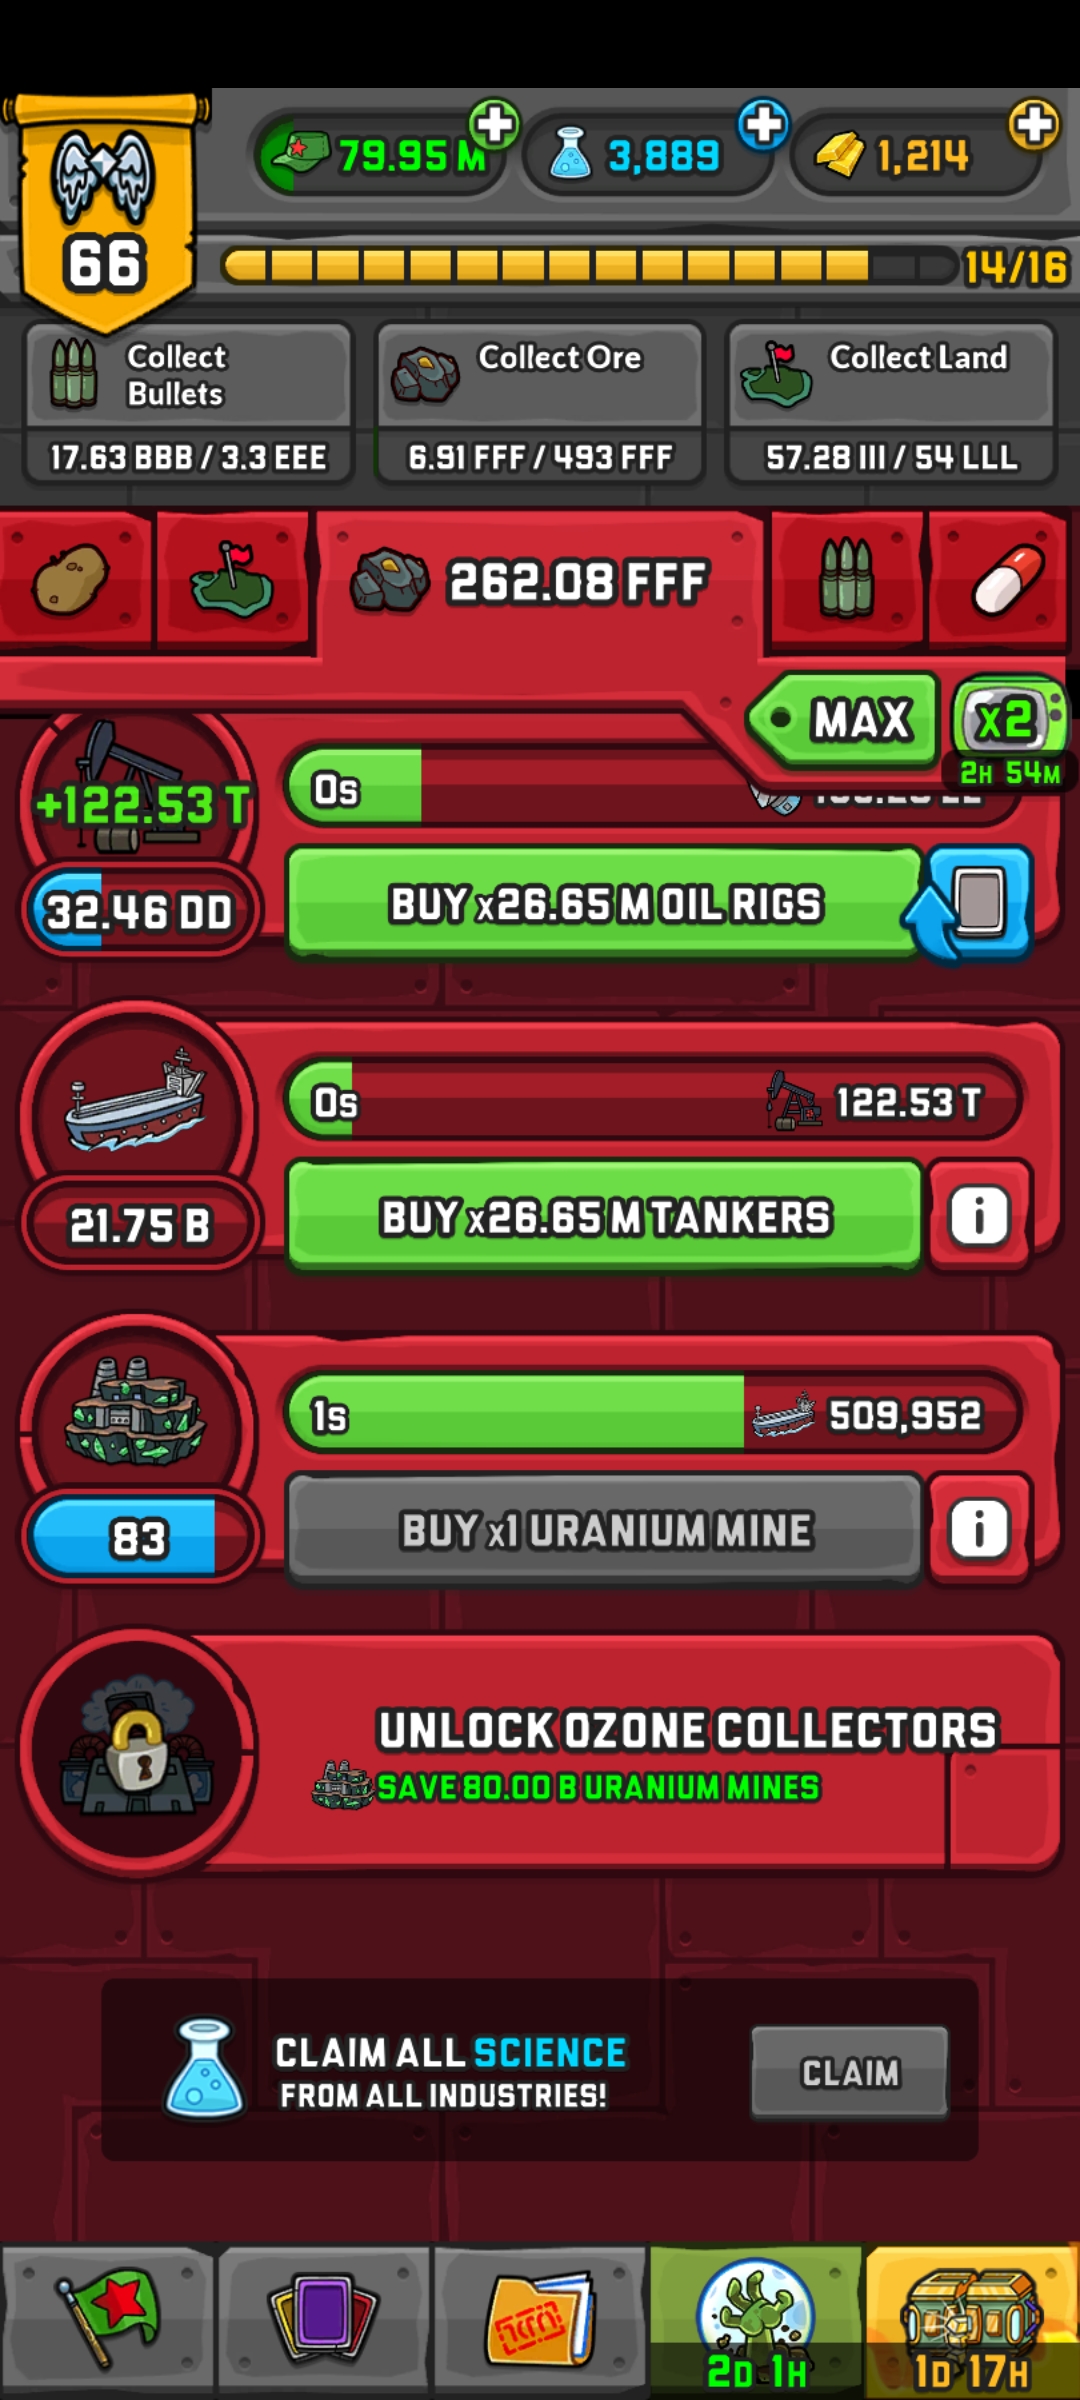 79.95 M
3,889
1,214
66
14/16
Collect
Bullets
17.63 BBB / 3.3 EEE
Collect Ore
6.91 FFF / 493 FFF
Collect Land
57.28 III / 54 LLL
262.08 FFF
MAX
x2
2H 54M
+122.53 T
0s
32.46 DD
BUY x26.65 M OIL RIGS
0s
122.53 T
21.75 B
BUY x26.65 M TANKERS
i
1s
509,952
83
BUY x1 URANIUM MINE
i
UNLOCK OZONE COLLECTORS
SAVE 80.00 B URANIUM MINES
CLAIM ALL SCIENCE
FROM ALL INDUSTRIES!
CLAIM
2D 1H
1D 17H